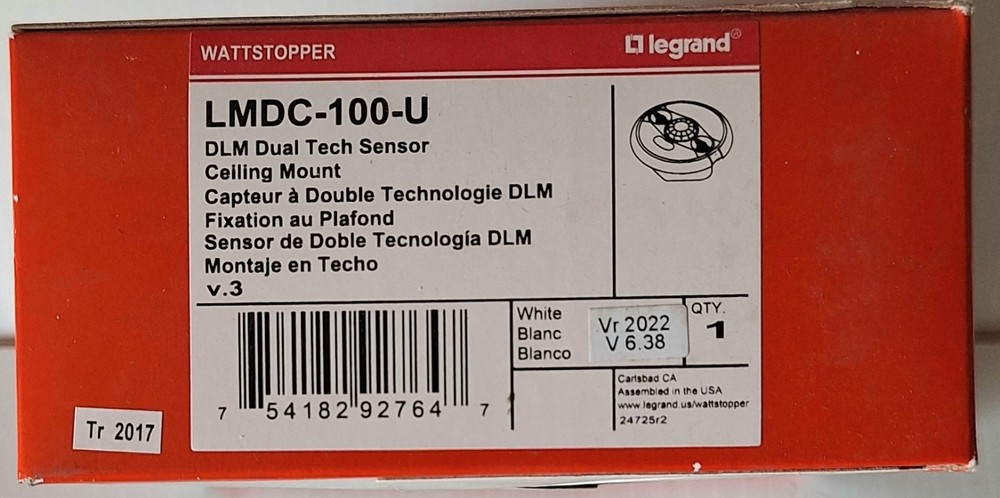 WATTSTOPPER
legrand®
LMDC-100-U
DLM Dual Tech Sensor
Ceiling Mount
Capteur à Double Technologie DLM
Fixation au Plafond
Sensor de Doble Tecnología DLM
Montaje en Techo
v.3
White
Blanc
Blanco
Vr 2022
V 6.38
QTY.
1
7 54182 92764 7
Carlsbad CA
Assembled in the USA
www.legrand.us/wattstopper
24725r2
Tr 2017